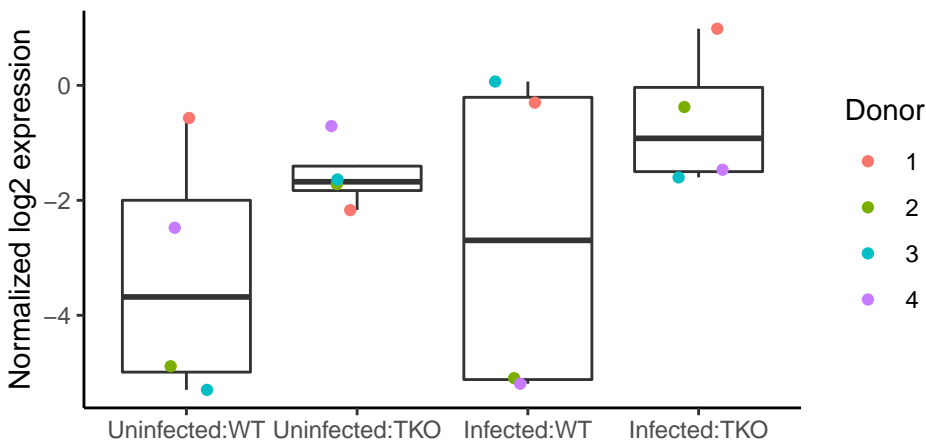 Normalized log2 expression
0
−2
−4
Uninfected:WT Uninfected:TKO Infected:WT Infected:TKO
Donor
1
2
3
4